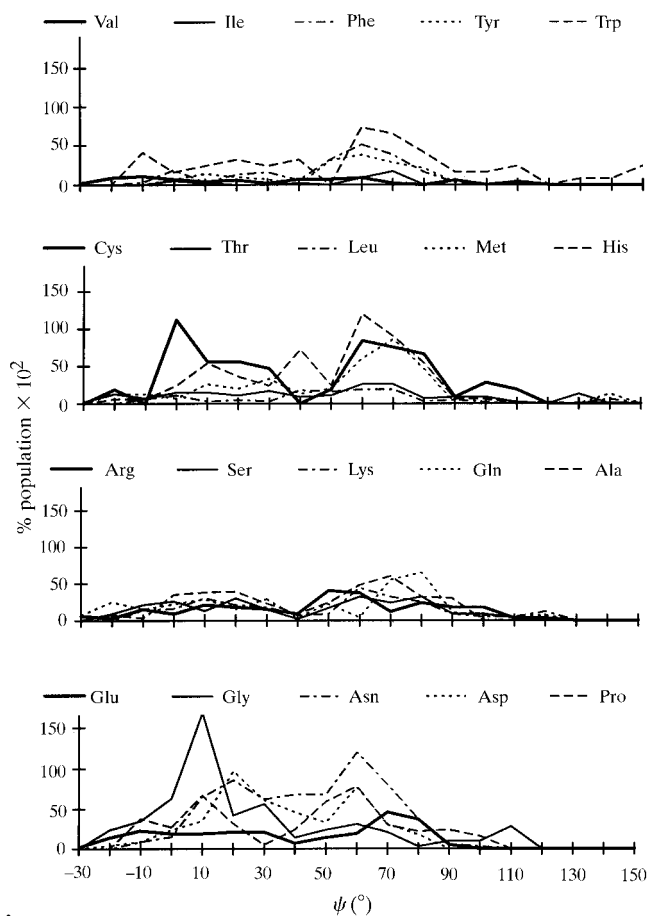 Val Ile Phe Tyr Trp
150
100
50
0
Cys Thr Leu Met His
150
100
50
0
% population × 10²
Arg Ser Lys Gln Ala
150
100
50
0
Glu Gly Asn Asp Pro
150
100
50
0
−30 −10 10 30 50 70 90 110 130 150
ψ (°)